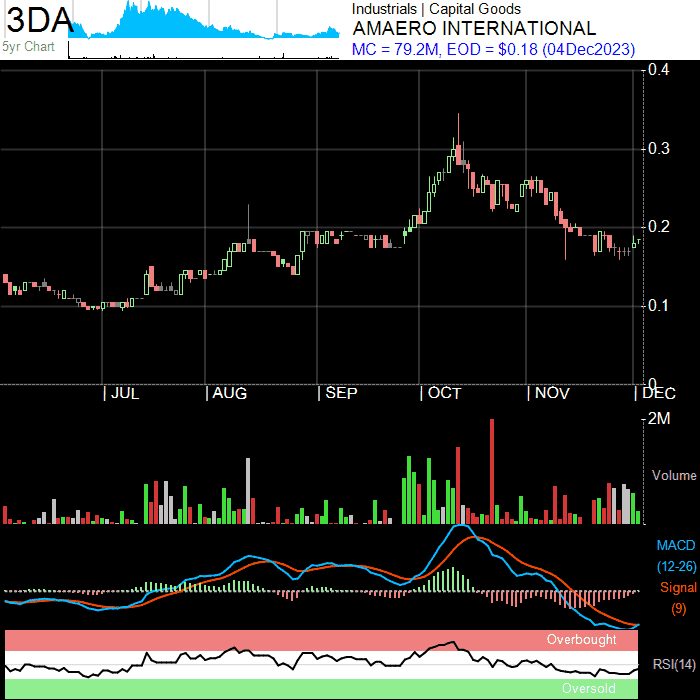 3DA
5yr Chart
Industrials | Capital Goods
AMAERO INTERNATIONAL
MC = 79.2M, EOD = $0.18 (04Dec2023)
0.4
0.3
0.2
0.1
0
JUL AUG SEP OCT NOV DEC
2M
Volume
MACD
(12-26)
Signal
(9)
Overbought
RSI(14)
Oversold